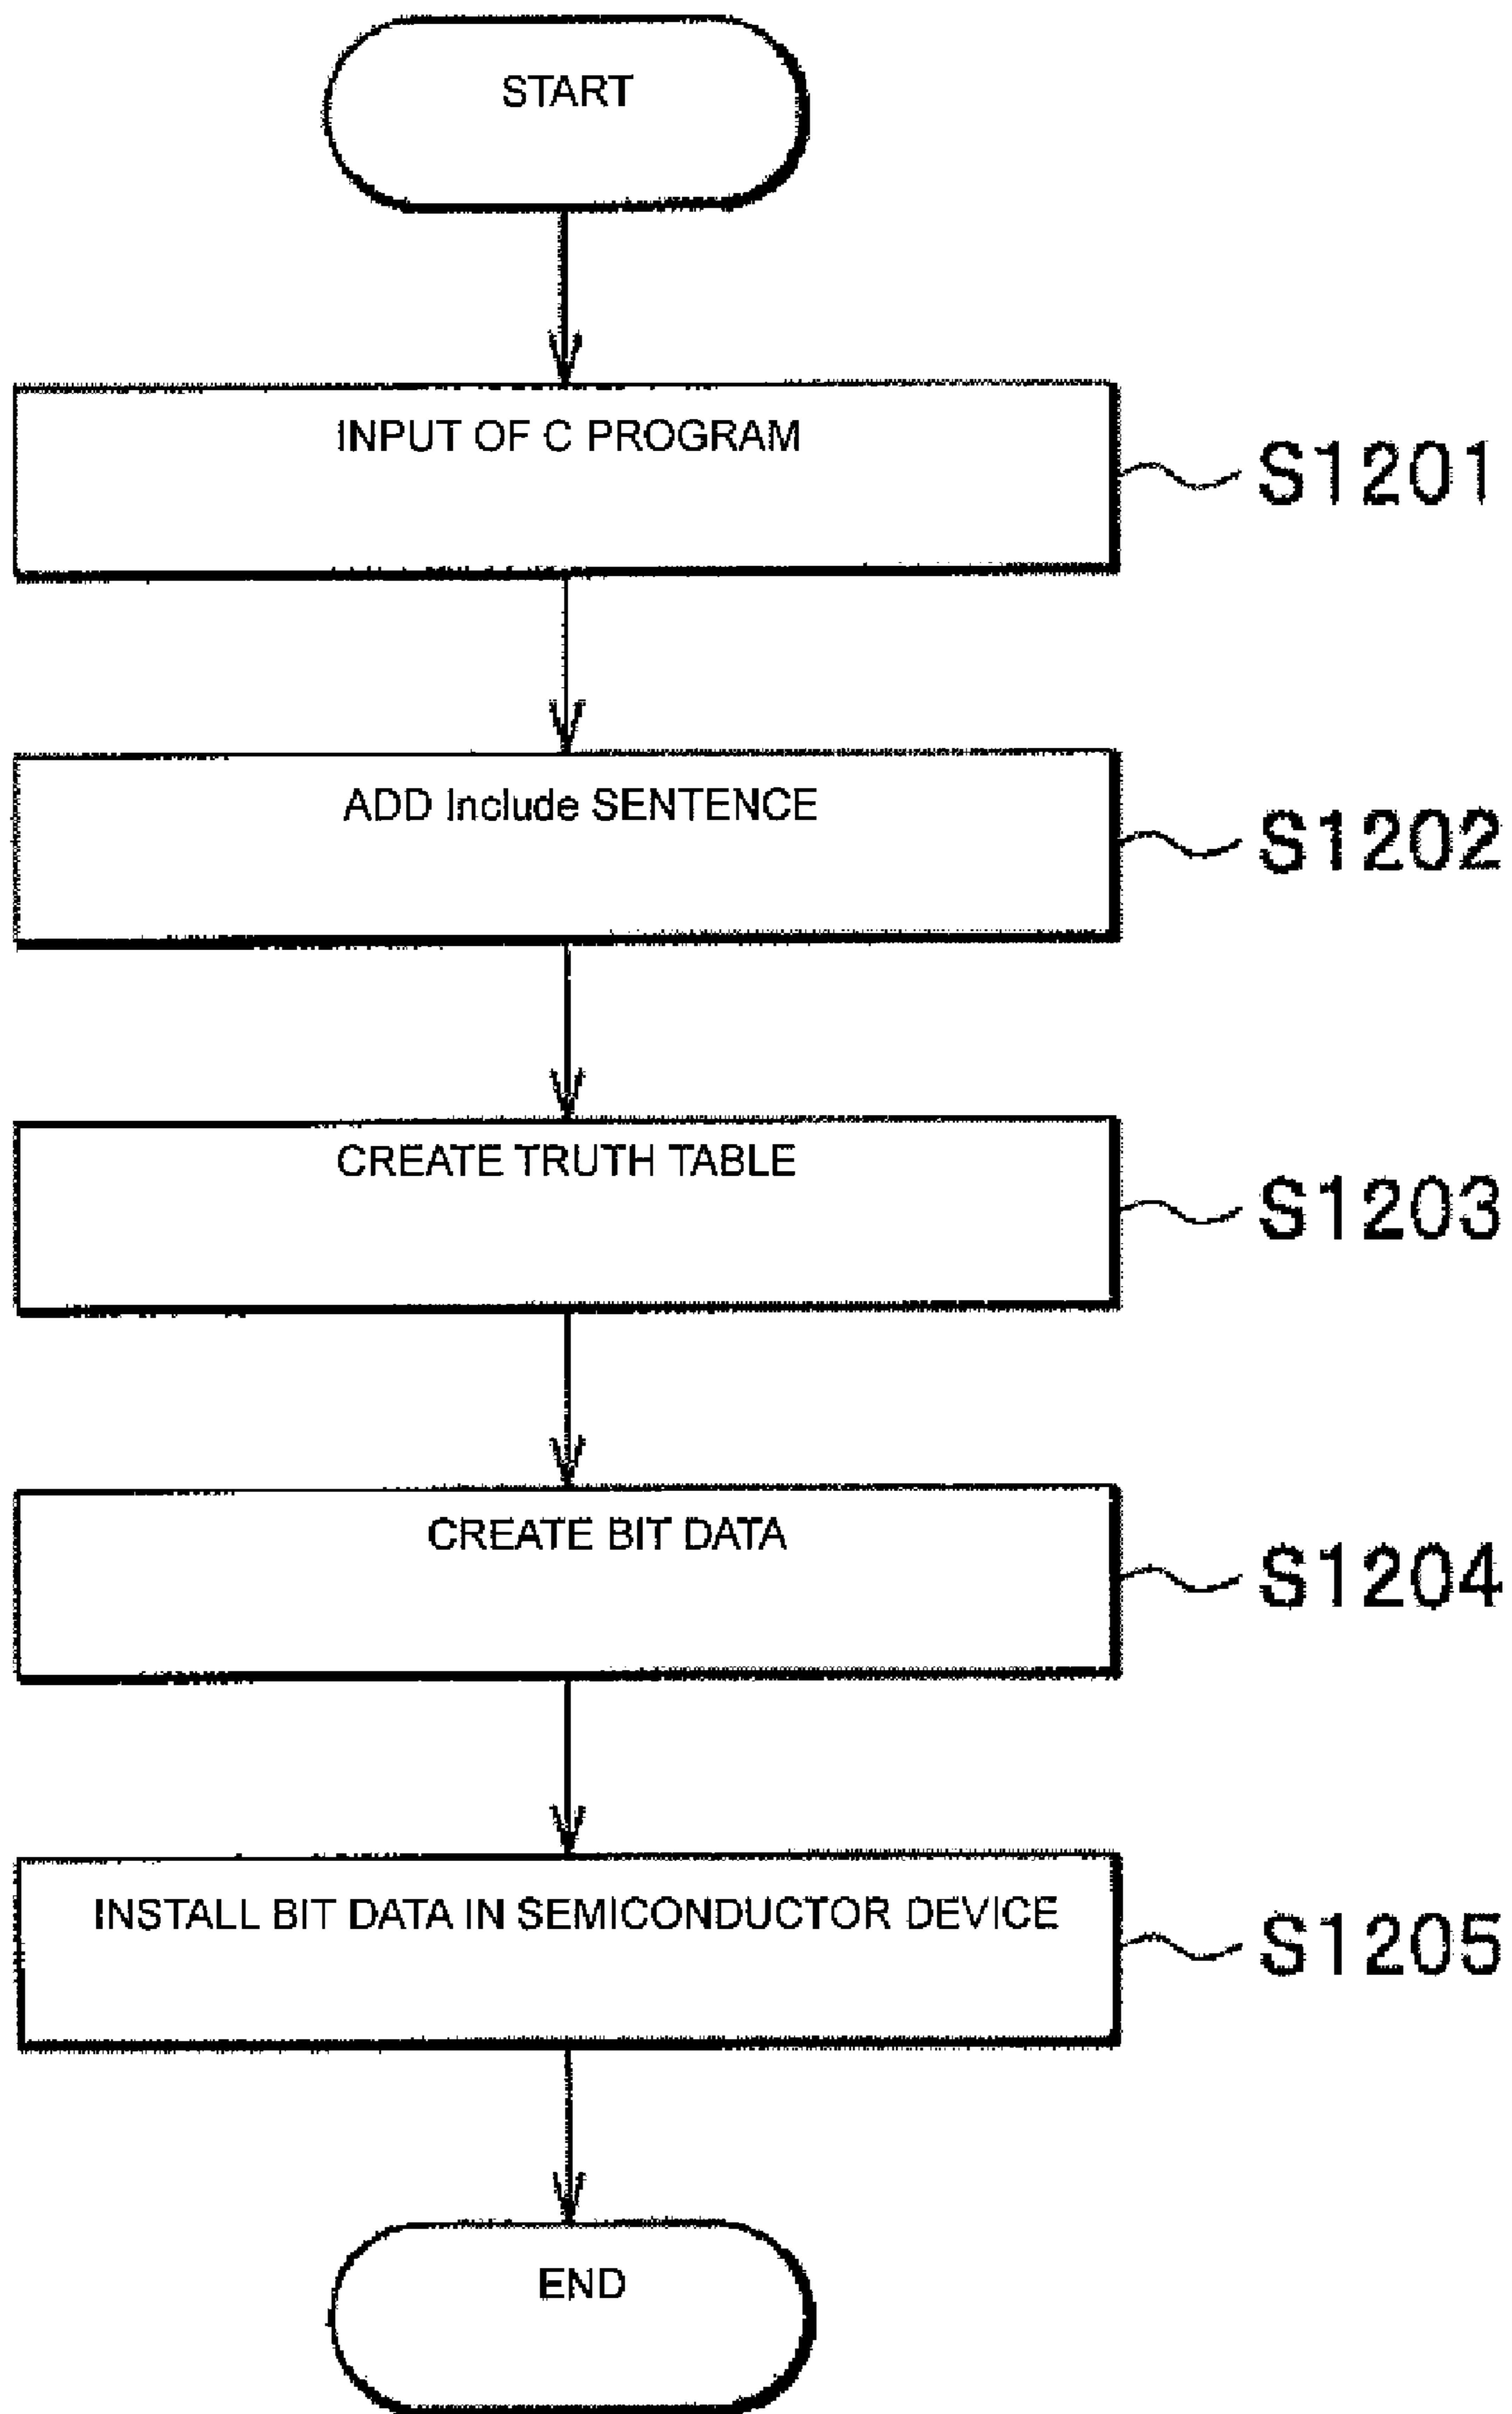 START
INPUT OF C PROGRAM
S1201
ADD Include SENTENCE
S1202
CREATE TRUTH TABLE
S1203
CREATE BIT DATA
S1204
INSTALL BIT DATA IN SEMICONDUCTOR DEVICE
S1205
END